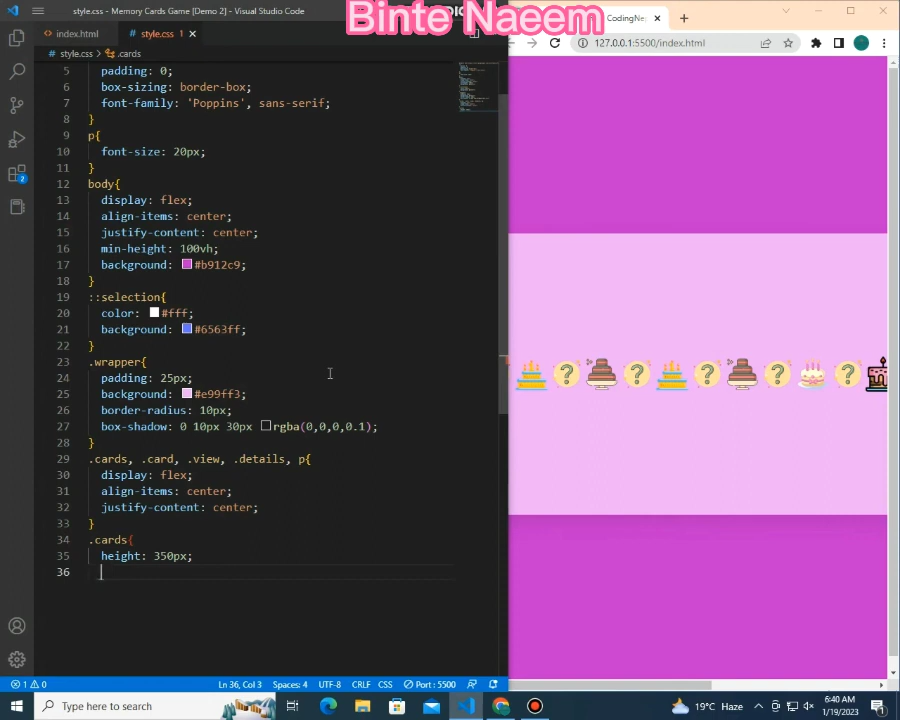 style.css - Memory Cards Game [Demo 2] - Visual Studio Code
Binte Naeem
index.html
style.css 1
style.css > .cards
5 padding: 0;
6 box-sizing: border-box;
7 font-family: 'Poppins', sans-serif;
8 }
9 p{
10 font-size: 20px;
11 }
12 body{
13 display: flex;
14 align-items: center;
15 justify-content: center;
16 min-height: 100vh;
17 background: #b912c9;
18 }
19 ::selection{
20 color: #fff;
21 background: #6563ff;
22 }
23 .wrapper{
24 padding: 25px;
25 background: #e99ff3;
26 border-radius: 10px;
27 box-shadow: 0 10px 30px rgba(0,0,0,0.1);
28 }
29 .cards, .card, .view, .details, p{
30 display: flex;
31 align-items: center;
32 justify-content: center;
33 }
34 .cards{
35 height: 350px;
36
2
1 0
Ln 36, Col 3
Spaces: 4
UTF-8
CRLF
CSS
Port : 5500
127.0.0.1:5500/index.html
? ? ? ? ?
Type here to search
19°C Haze
6:40 AM
1/19/2023
1